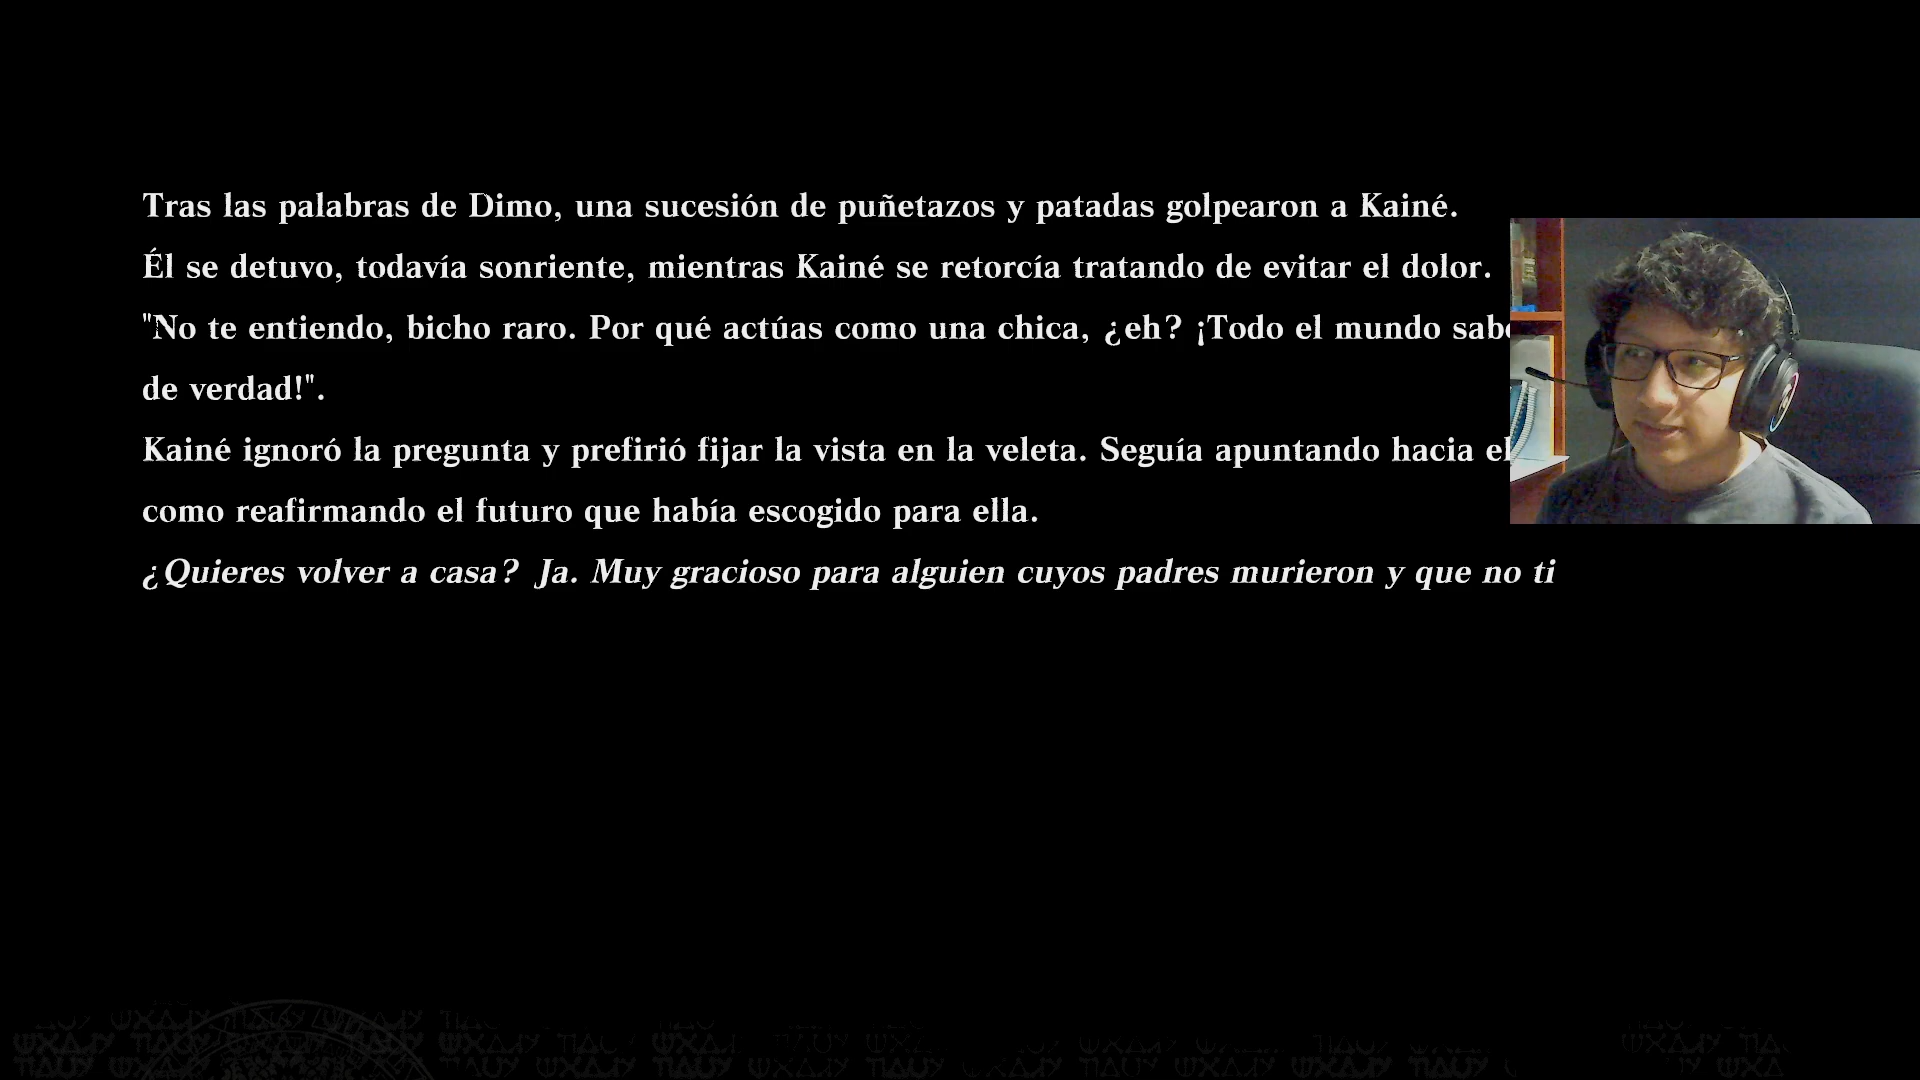 Tras las palabras de Dimo, una sucesión de puñetazos y patadas golpearon a Kainé.
Él se detuvo, todavía sonriente, mientras Kainé se retorcía tratando de evitar el dolor.
"No te entiendo, bicho raro. Por qué actúas como una chica, ¿eh? ¡Todo el mundo sab
de verdad!".
Kainé ignoró la pregunta y prefirió fijar la vista en la veleta. Seguía apuntando hacia el
como reafirmando el futuro que había escogido para ella.
¿Quieres volver a casa? Ja. Muy gracioso para alguien cuyos padres murieron y que no ti